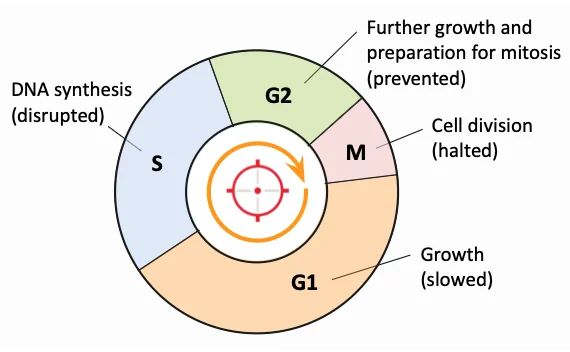 Further growth and
preparation for mitosis
(prevented)
DNA synthesis
(disrupted)
G2
Cell division
(halted)
M
S
Growth
(slowed)
G1